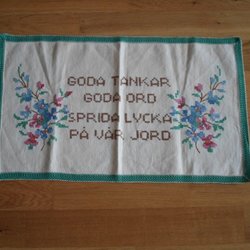 GODA TANKAR
GODA ORD
SPRIDA LYCKA
PÅ VÅR JORD